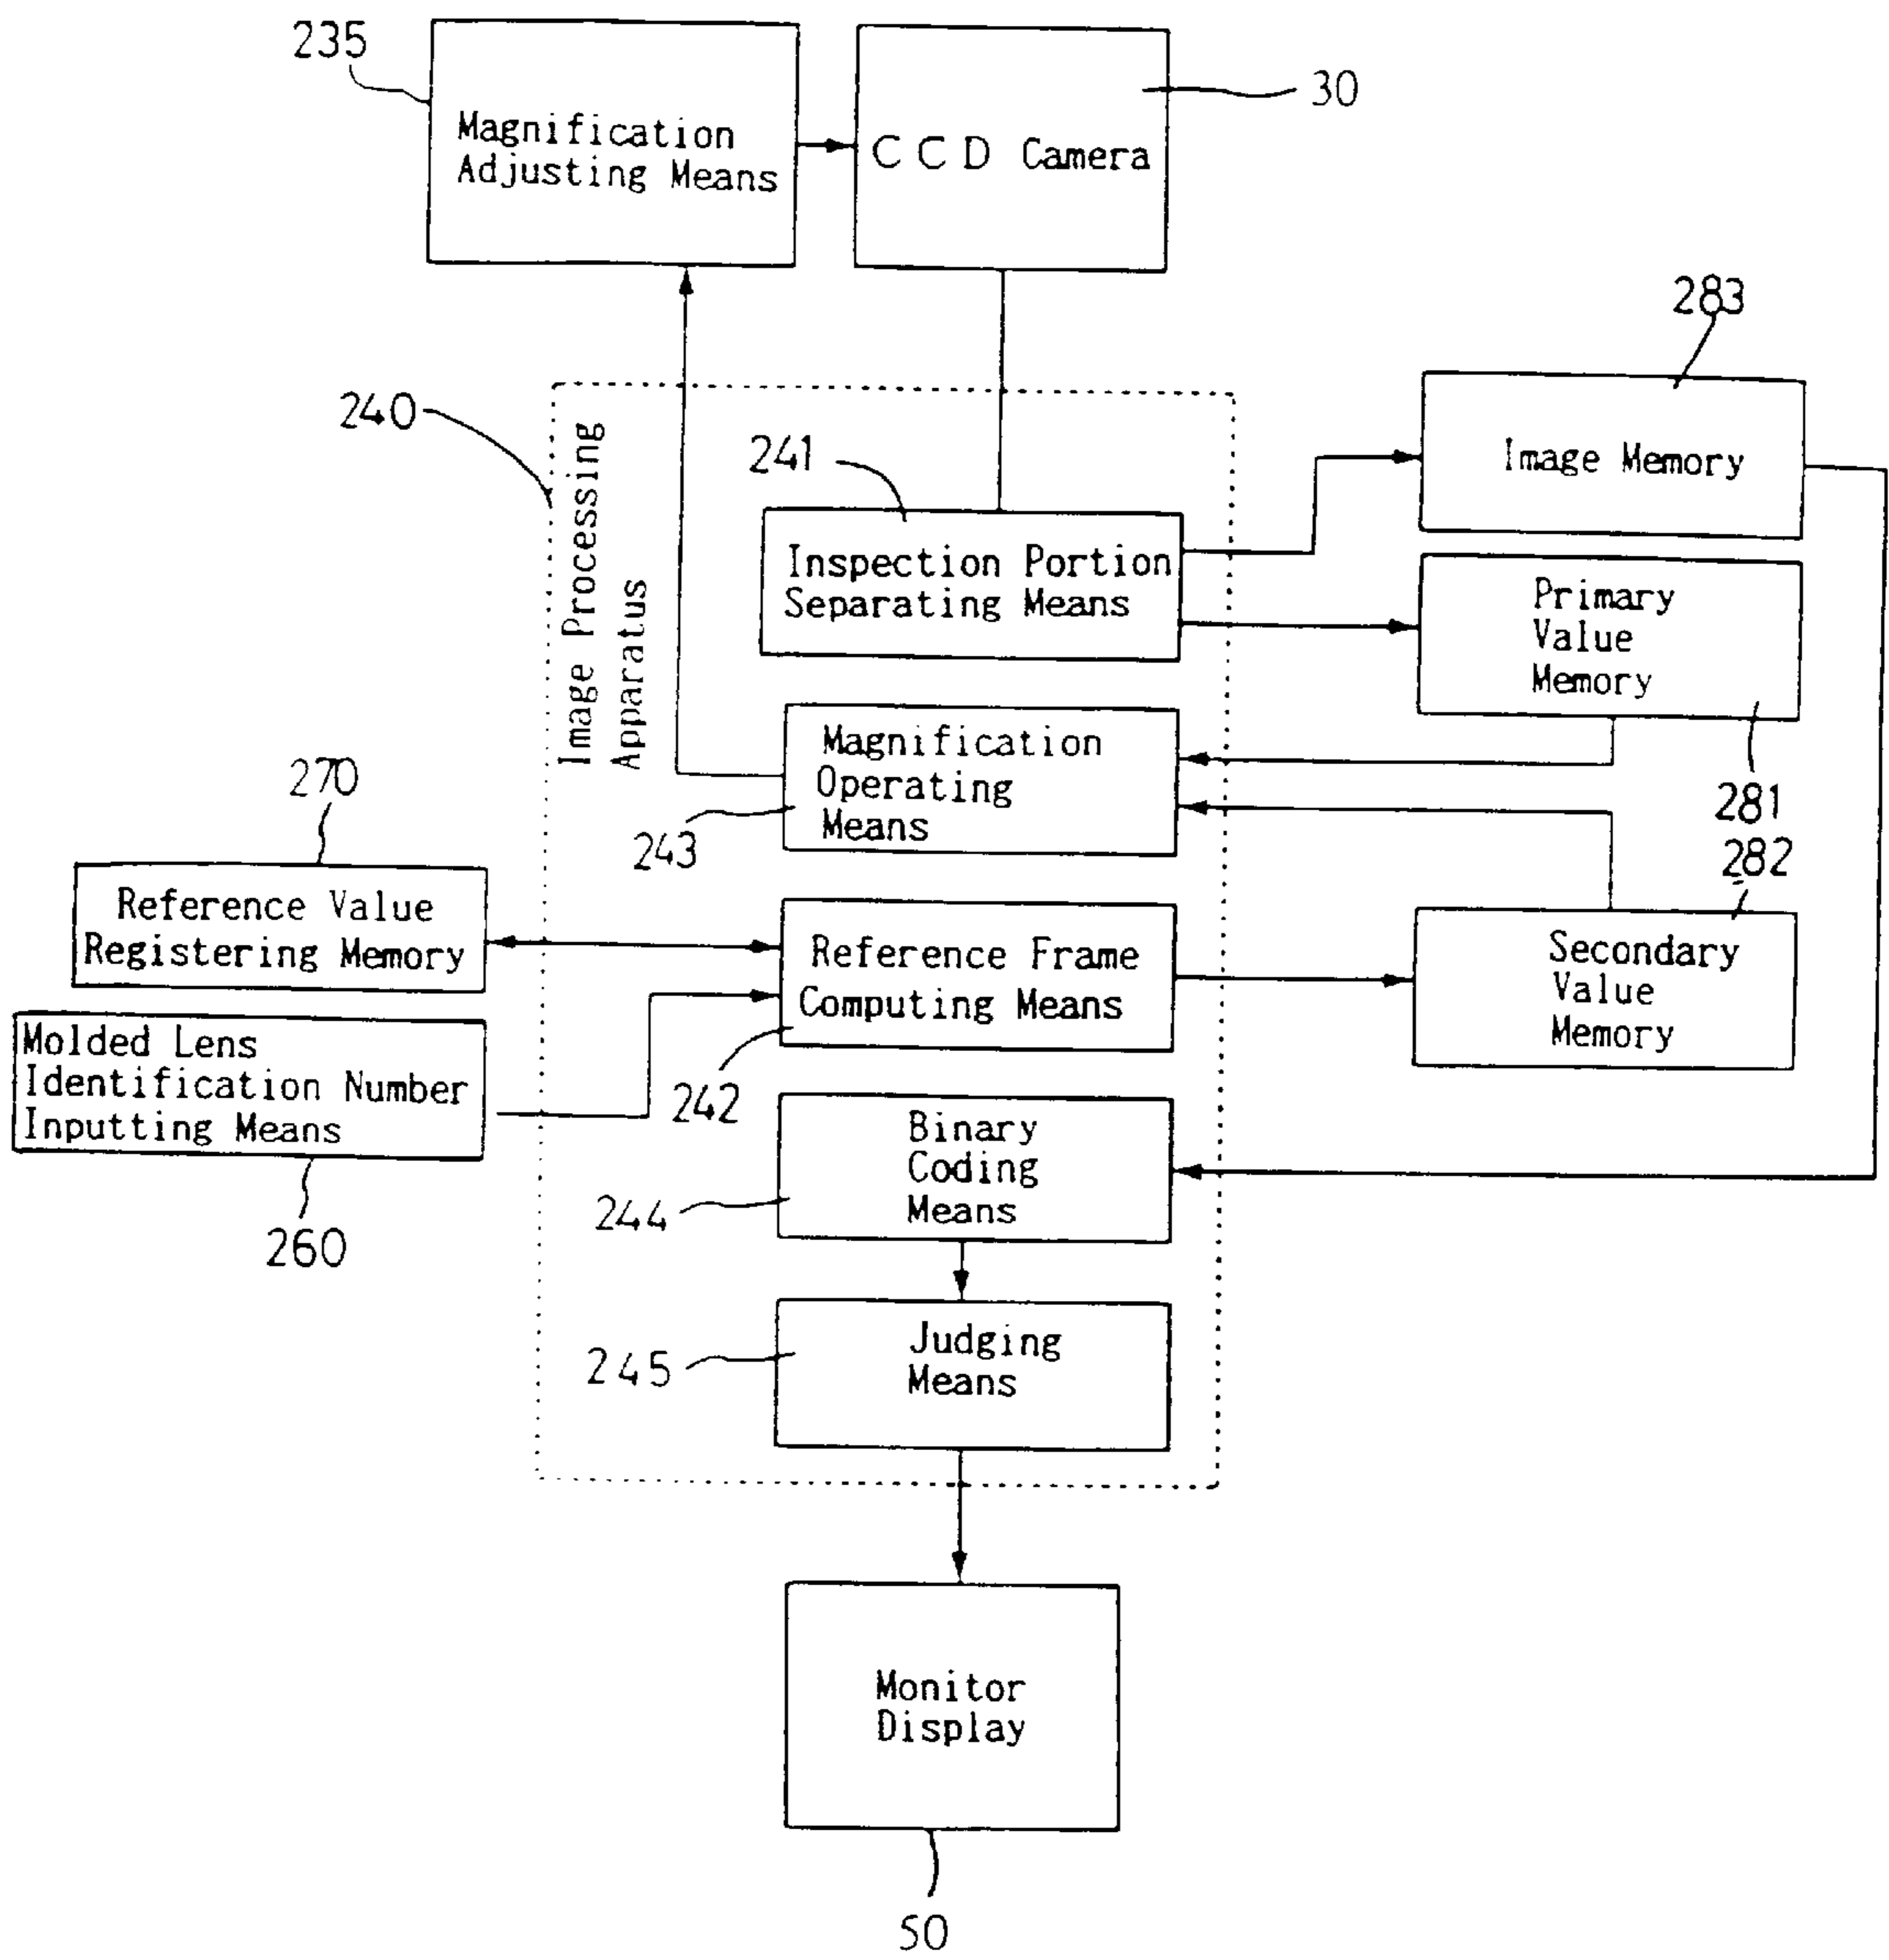 235
30
Magnification
Adjusting Means
CCD Camera
283
240
241
Image Memory
Image Processing
Apparatus
Inspection Portion
Separating Means
Primary
Value
Memory
281
Magnification
Operating
Means
243
270
282
Reference Value
Registering Memory
Reference Frame
Computing Means
Secondary
Value
Memory
Molded Lens
Identification Number
Inputting Means
242
260
Binary
Coding
Means
244
Judging
Means
245
Monitor
Display
50